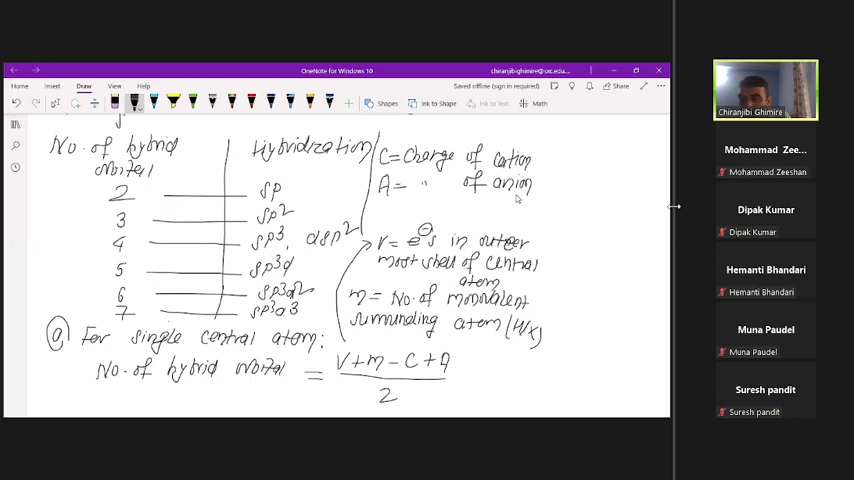 OneNote for Windows 10
chiranjibighimire@sxc.edu...
Home Insert Draw View Help
Saved offline (sign in required)
Share
Shapes Ink to Shape Ink to Text Math
No. of hybrid orbital
Hybridization
2 sp
3 sp2
4 sp3, dsp2
5 sp3d
6 sp3d2
7 sp3d3
C = Charge of cation
A = " of anion
V = e⊖s in outer
most shell of central
atom
m = No. of monovalent
surrounding atom (H/X)
a, For single central atom:
No. of hybrid orbital = V + m - C + A
2
Chiranjibi Ghimire
Mohammad Zee...
Mohammad Zeeshan
Dipak Kumar
Dipak Kumar
Hemanti Bhandari
Hemanti Bhandari
Muna Paudel
Muna Paudel
Suresh pandit
Suresh pandit